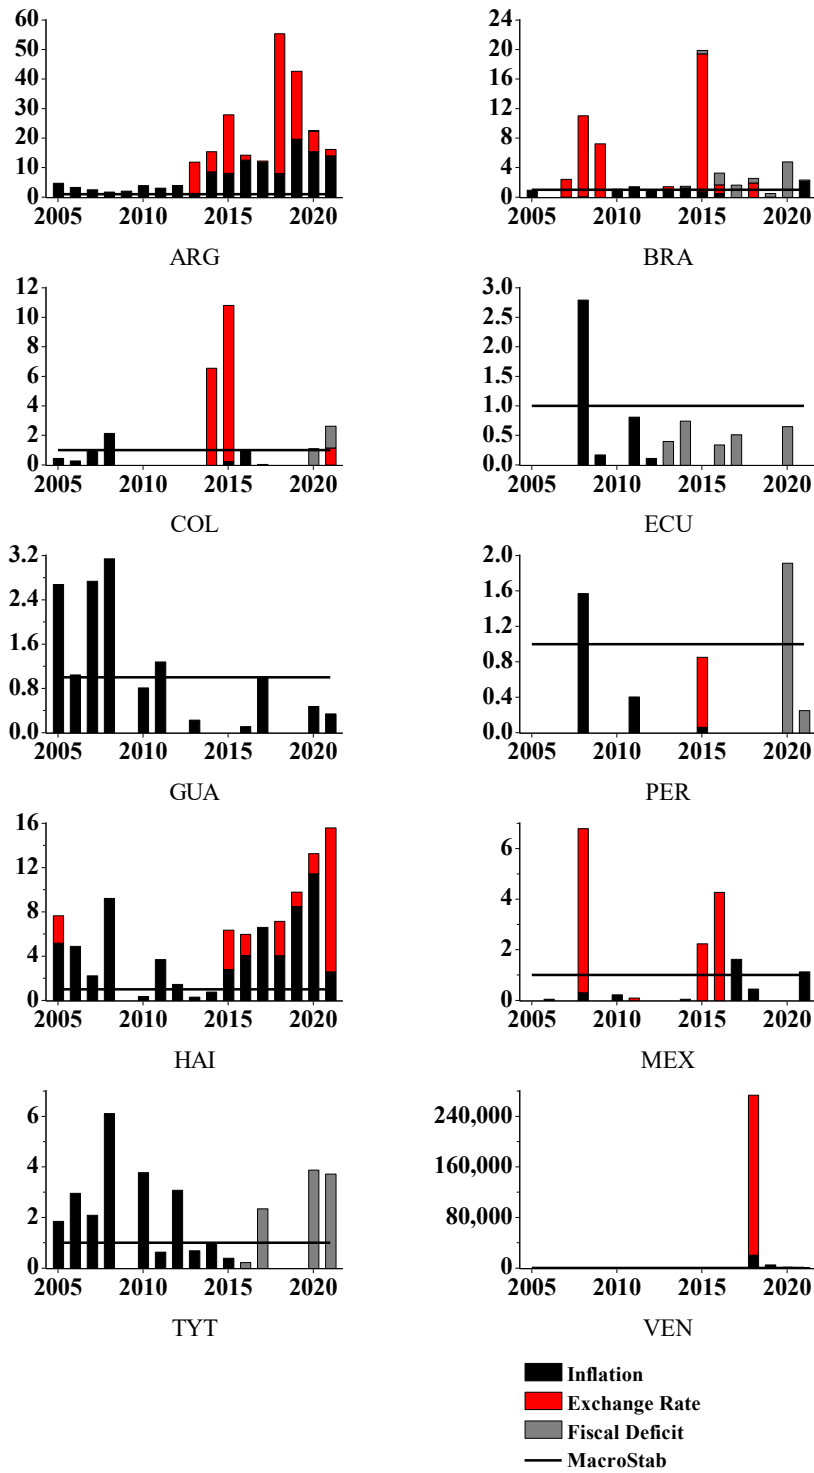 60
50
40
30
20
10
0
2005 2010 2015 2020
ARG
24
20
16
12
8
4
0
2005 2010 2015 2020
BRA
12
10
8
6
4
2
0
2005 2010 2015 2020
COL
3.0
2.5
2.0
1.5
1.0
0.5
0.0
2005 2010 2015 2020
ECU
3.2
2.4
1.6
0.8
0.0
2005 2010 2015 2020
GUA
2.0
1.6
1.2
0.8
0.4
0.0
2005 2010 2015 2020
PER
16
12
8
4
0
2005 2010 2015 2020
HAI
6
4
2
0
2005 2010 2015 2020
MEX
6
4
2
0
2005 2010 2015 2020
TYT
240,000
160,000
80,000
0
2005 2010 2015 2020
VEN
Inflation
Exchange Rate
Fiscal Deficit
MacroStab